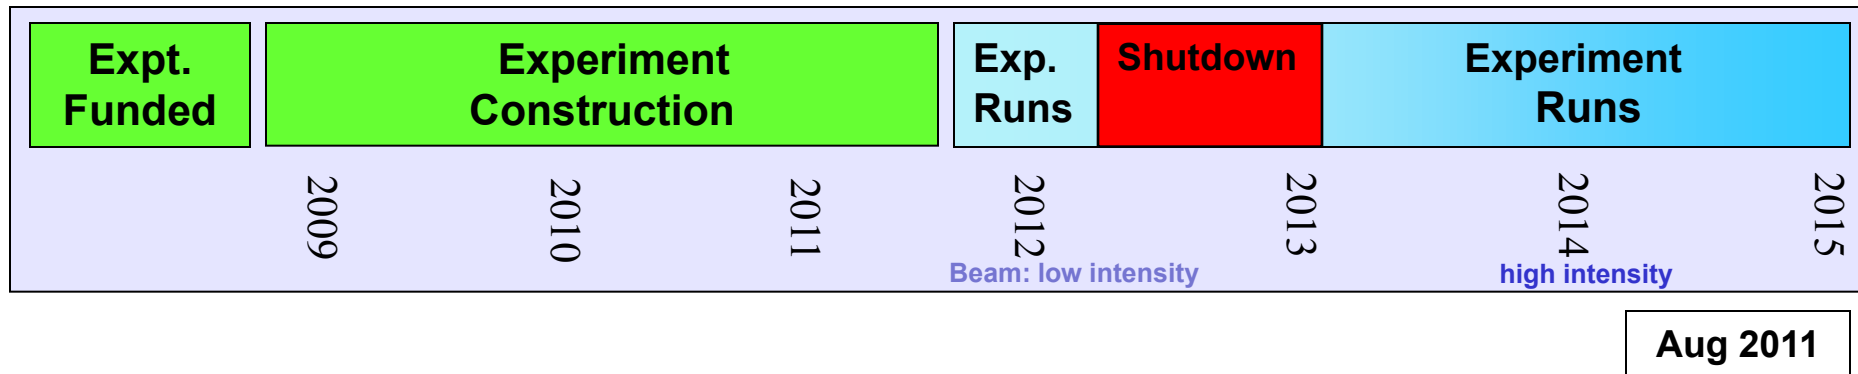 Expt.
Funded
Experiment
Construction
Exp.
Runs
Shutdown
Experiment
Runs
2009
2010
2011
2012
2013
2014
2015
Beam: low intensity
high intensity
Aug 2011